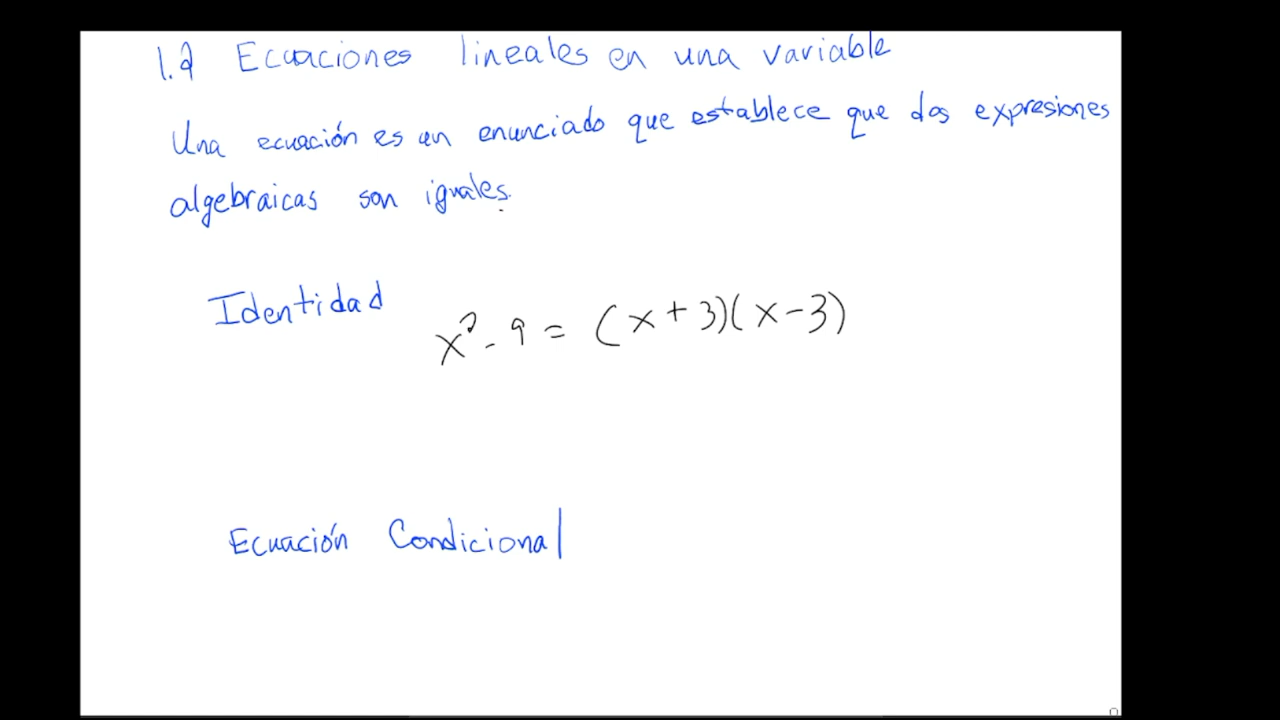 1.2 Ecuaciones lineales en una variable
Una ecuación es un enunciado que establece que dos expresiones
algebraicas son iguales.
Identidad
x² - 9 = (x + 3)(x - 3)
Ecuación Condicional